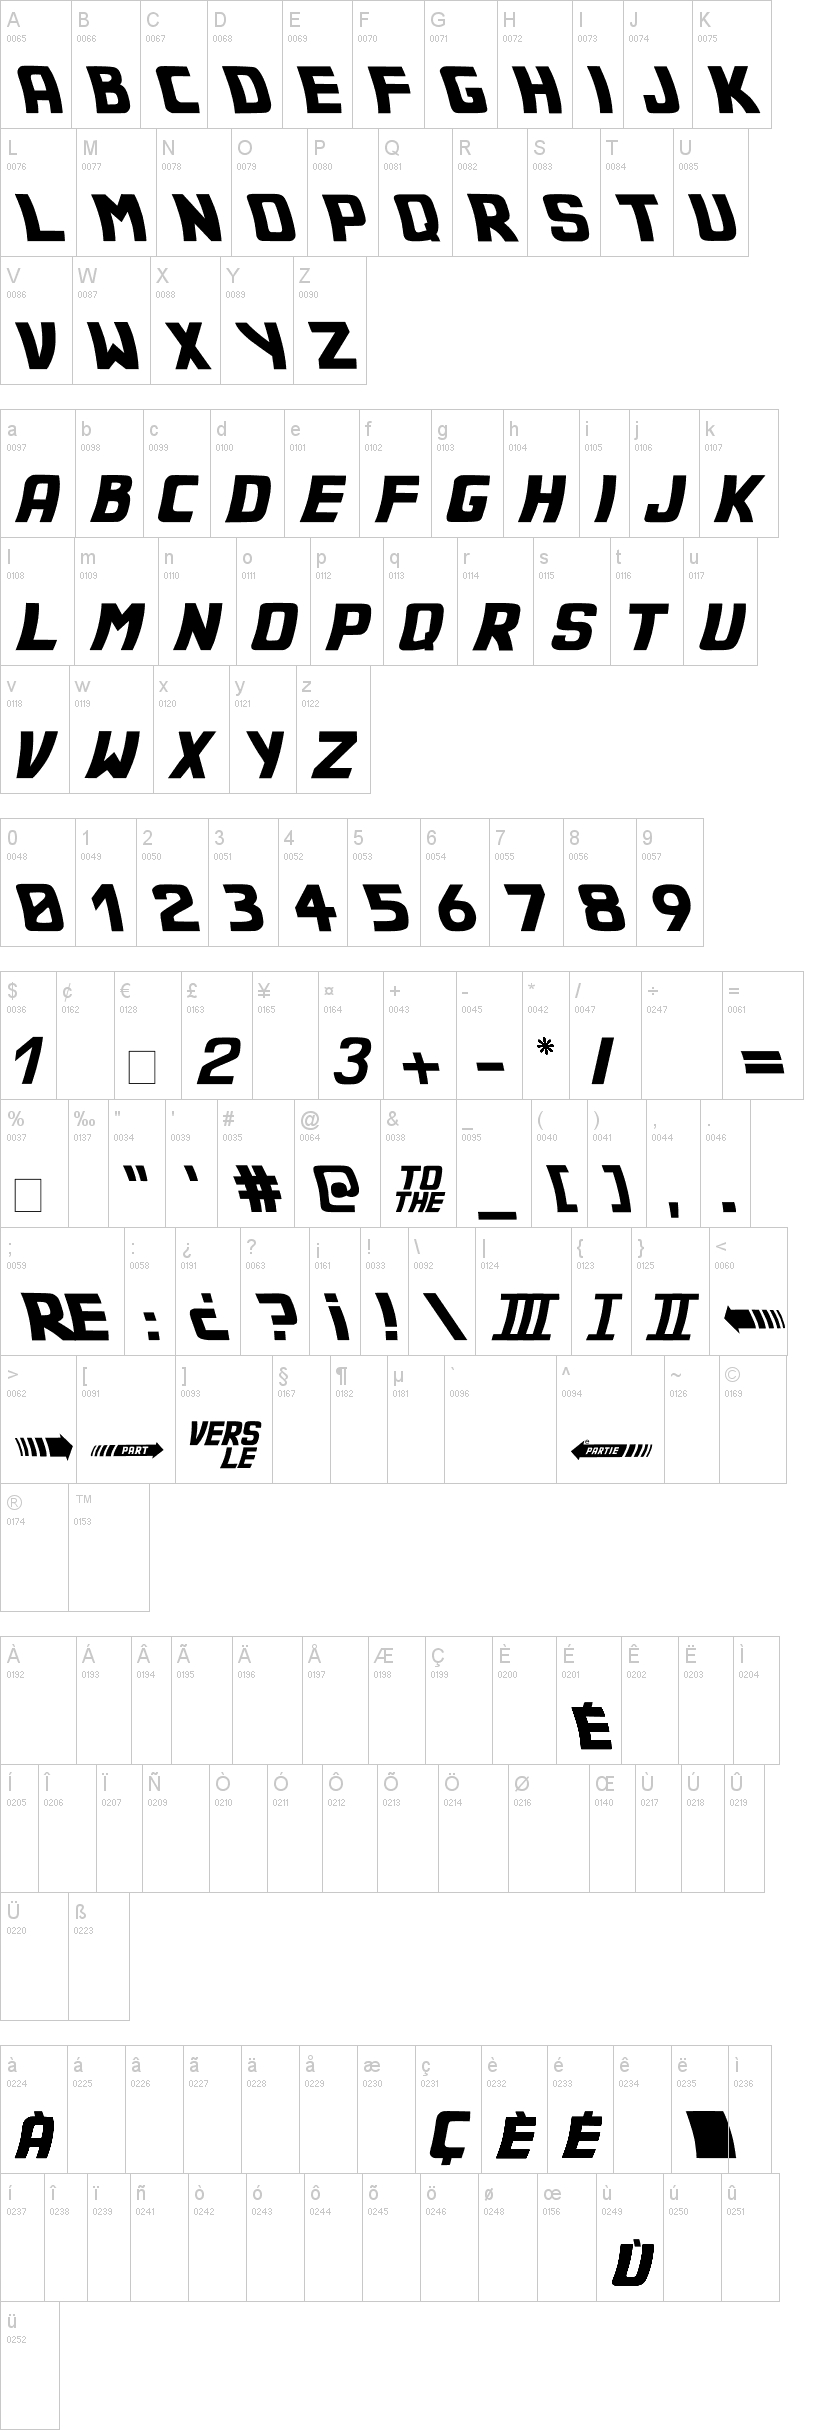 A B C D E F G H I J K
0065 0066 0067 0068 0069 0070 0071 0072 0073 0074 0075
A B C D E F G H I J K
L M N O P Q R S T U
0076 0077 0078 0079 0080 0081 0082 0083 0084 0085
L M N O P Q R S T U
V W X Y Z
0086 0087 0088 0089 0090
V W X Y Z
a b c d e f g h i j k
0097 0098 0099 0100 0101 0102 0103 0104 0105 0106 0107
A B C D E F G H I J K
l m n o p q r s t u
0108 0109 0110 0111 0112 0113 0114 0115 0116 0117
L M N O P Q R S T U
v w x y z
0118 0119 0120 0121 0122
V W X Y Z
0 1 2 3 4 5 6 7 8 9
0048 0049 0050 0051 0052 0053 0054 0055 0056 0057
0 1 2 3 4 5 6 7 8 9
$ ¢ € £ ¥ ¤ + - * / ÷ =
0036 0162 0128 0163 0165 0164 0043 0045 0042 0047 0247 0061
1 2 3 + - * I =
% ‰ " ' # @ & _ ( ) , .
0037 0137 0034 0039 0035 0064 0038 0095 0040 0041 0044 0046
" ' # @ TO THE _ [ ] , .
; : ¿ ? ¡ ! \ | { } <
0059 0058 0191 0063 0161 0033 0092 0124 0123 0125 0060
RE : ¿ ? ¡ ! \ III I II
> [ ] § ¶ µ ` ^ ~ ©
0062 0091 0093 0167 0182 0181 0096 0094 0126 0169
PART VERS LE PARTIE
® ™
0174 0153
À Á Â Ã Ä Å Æ Ç È É Ê Ë Ì
0192 0193 0194 0195 0196 0197 0198 0199 0200 0201 0202 0203 0204
É
Í Î Ï Ñ Ò Ó Ô Õ Ö Ø Œ Ù Ú Û
0205 0206 0207 0209 0210 0211 0212 0213 0214 0216 0140 0217 0218 0219
Ü ß
0220 0223
à á â ã ä å æ ç è é ê ë ì
0224 0225 0226 0227 0228 0229 0230 0231 0232 0233 0234 0235 0236
À Ç È É
í î ï ñ ò ó ô õ ö ø œ ù ú û
0237 0238 0239 0241 0242 0243 0244 0245 0246 0248 0156 0249 0250 0251
Ù
ü
0252